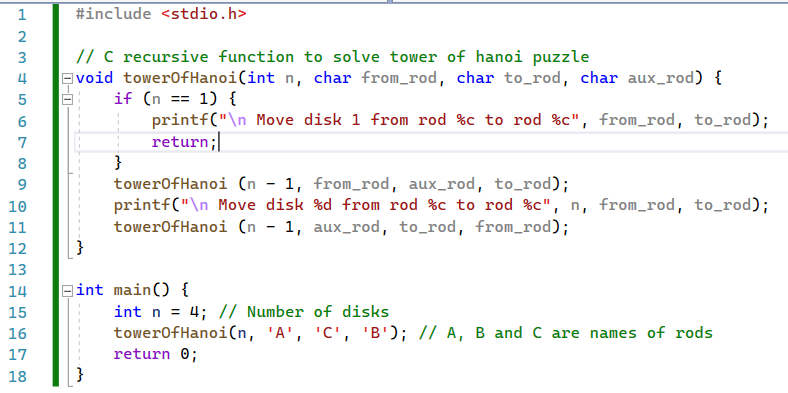 1 #include <stdio.h>
2
3 // C recursive function to solve tower of hanoi puzzle
4 void towerOfHanoi(int n, char from_rod, char to_rod, char aux_rod) {
5     if (n == 1) {
6         printf("\n Move disk 1 from rod %c to rod %c", from_rod, to_rod);
7         return;
8     }
9     towerOfHanoi (n - 1, from_rod, aux_rod, to_rod);
10     printf("\n Move disk %d from rod %c to rod %c", n, from_rod, to_rod);
11     towerOfHanoi (n - 1, aux_rod, to_rod, from_rod);
12 }
13
14 int main() {
15     int n = 4; // Number of disks
16     towerOfHanoi(n, 'A', 'C', 'B'); // A, B and C are names of rods
17     return 0;
18 }